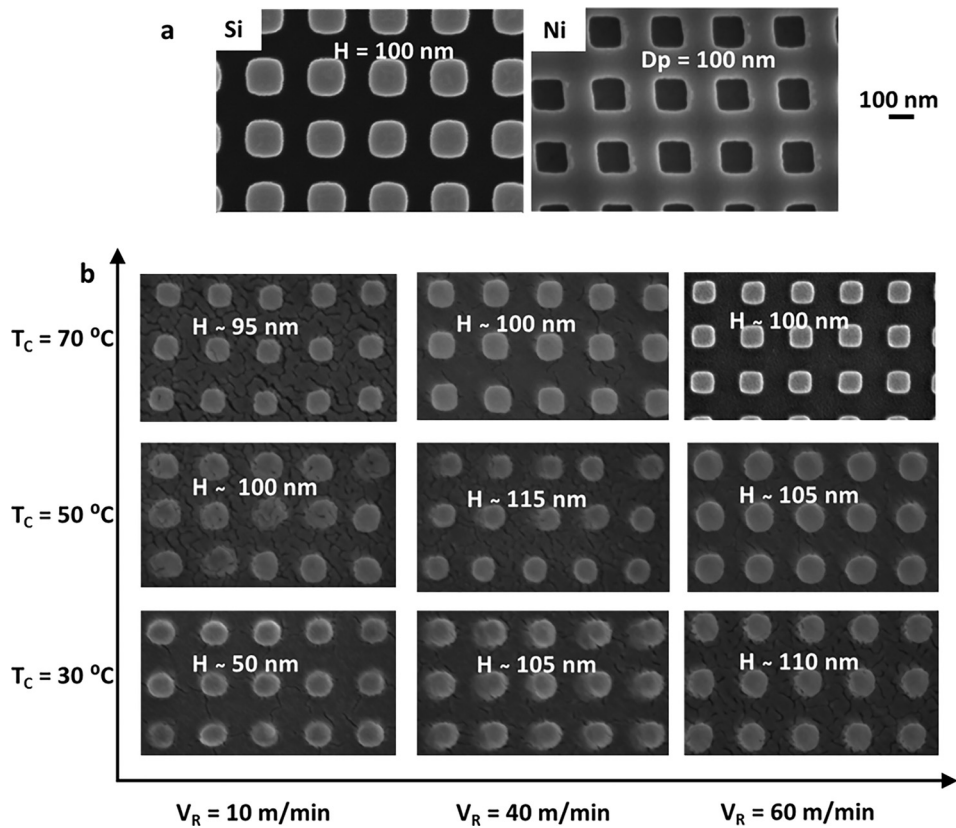 a
Si
H = 100 nm
Ni
Dp = 100 nm
100 nm
b
T_C = 70 °C
H ~ 95 nm
H ~ 100 nm
H ~ 100 nm
T_C = 50 °C
H ~ 100 nm
H ~ 115 nm
H ~ 105 nm
T_C = 30 °C
H ~ 50 nm
H ~ 105 nm
H ~ 110 nm
V_R = 10 m/min
V_R = 40 m/min
V_R = 60 m/min